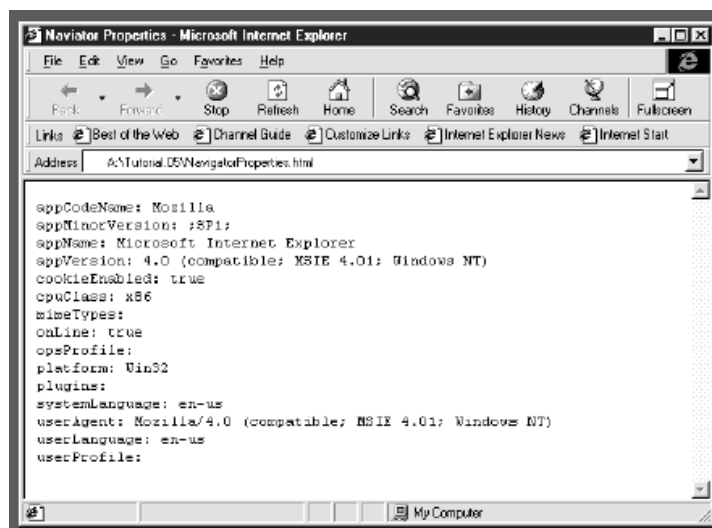 Naviator Properties - Microsoft Internet Explorer
File Edit View Go Favorites Help
Back Forward Stop Refresh Home Search Favorites History Channels Fullscreen
Links Best of the Web Channel Guide Customize Links Internet Explorer News Internet Start
Address A:\Tutorial.05\NavigatorProperties.html
appCodeName: Mozilla
appMinorVersion: ;SP1;
appName: Microsoft Internet Explorer
appVersion: 4.0 (compatible; MSIE 4.01; Windows NT)
cookieEnabled: true
cpuClass: x86
mimeTypes:
onLine: true
opsProfile:
platform: Win32
plugins:
systemLanguage: en-us
userAgent: Mozilla/4.0 (compatible; MSIE 4.01; Windows NT)
userLanguage: en-us
userProfile:
My Computer